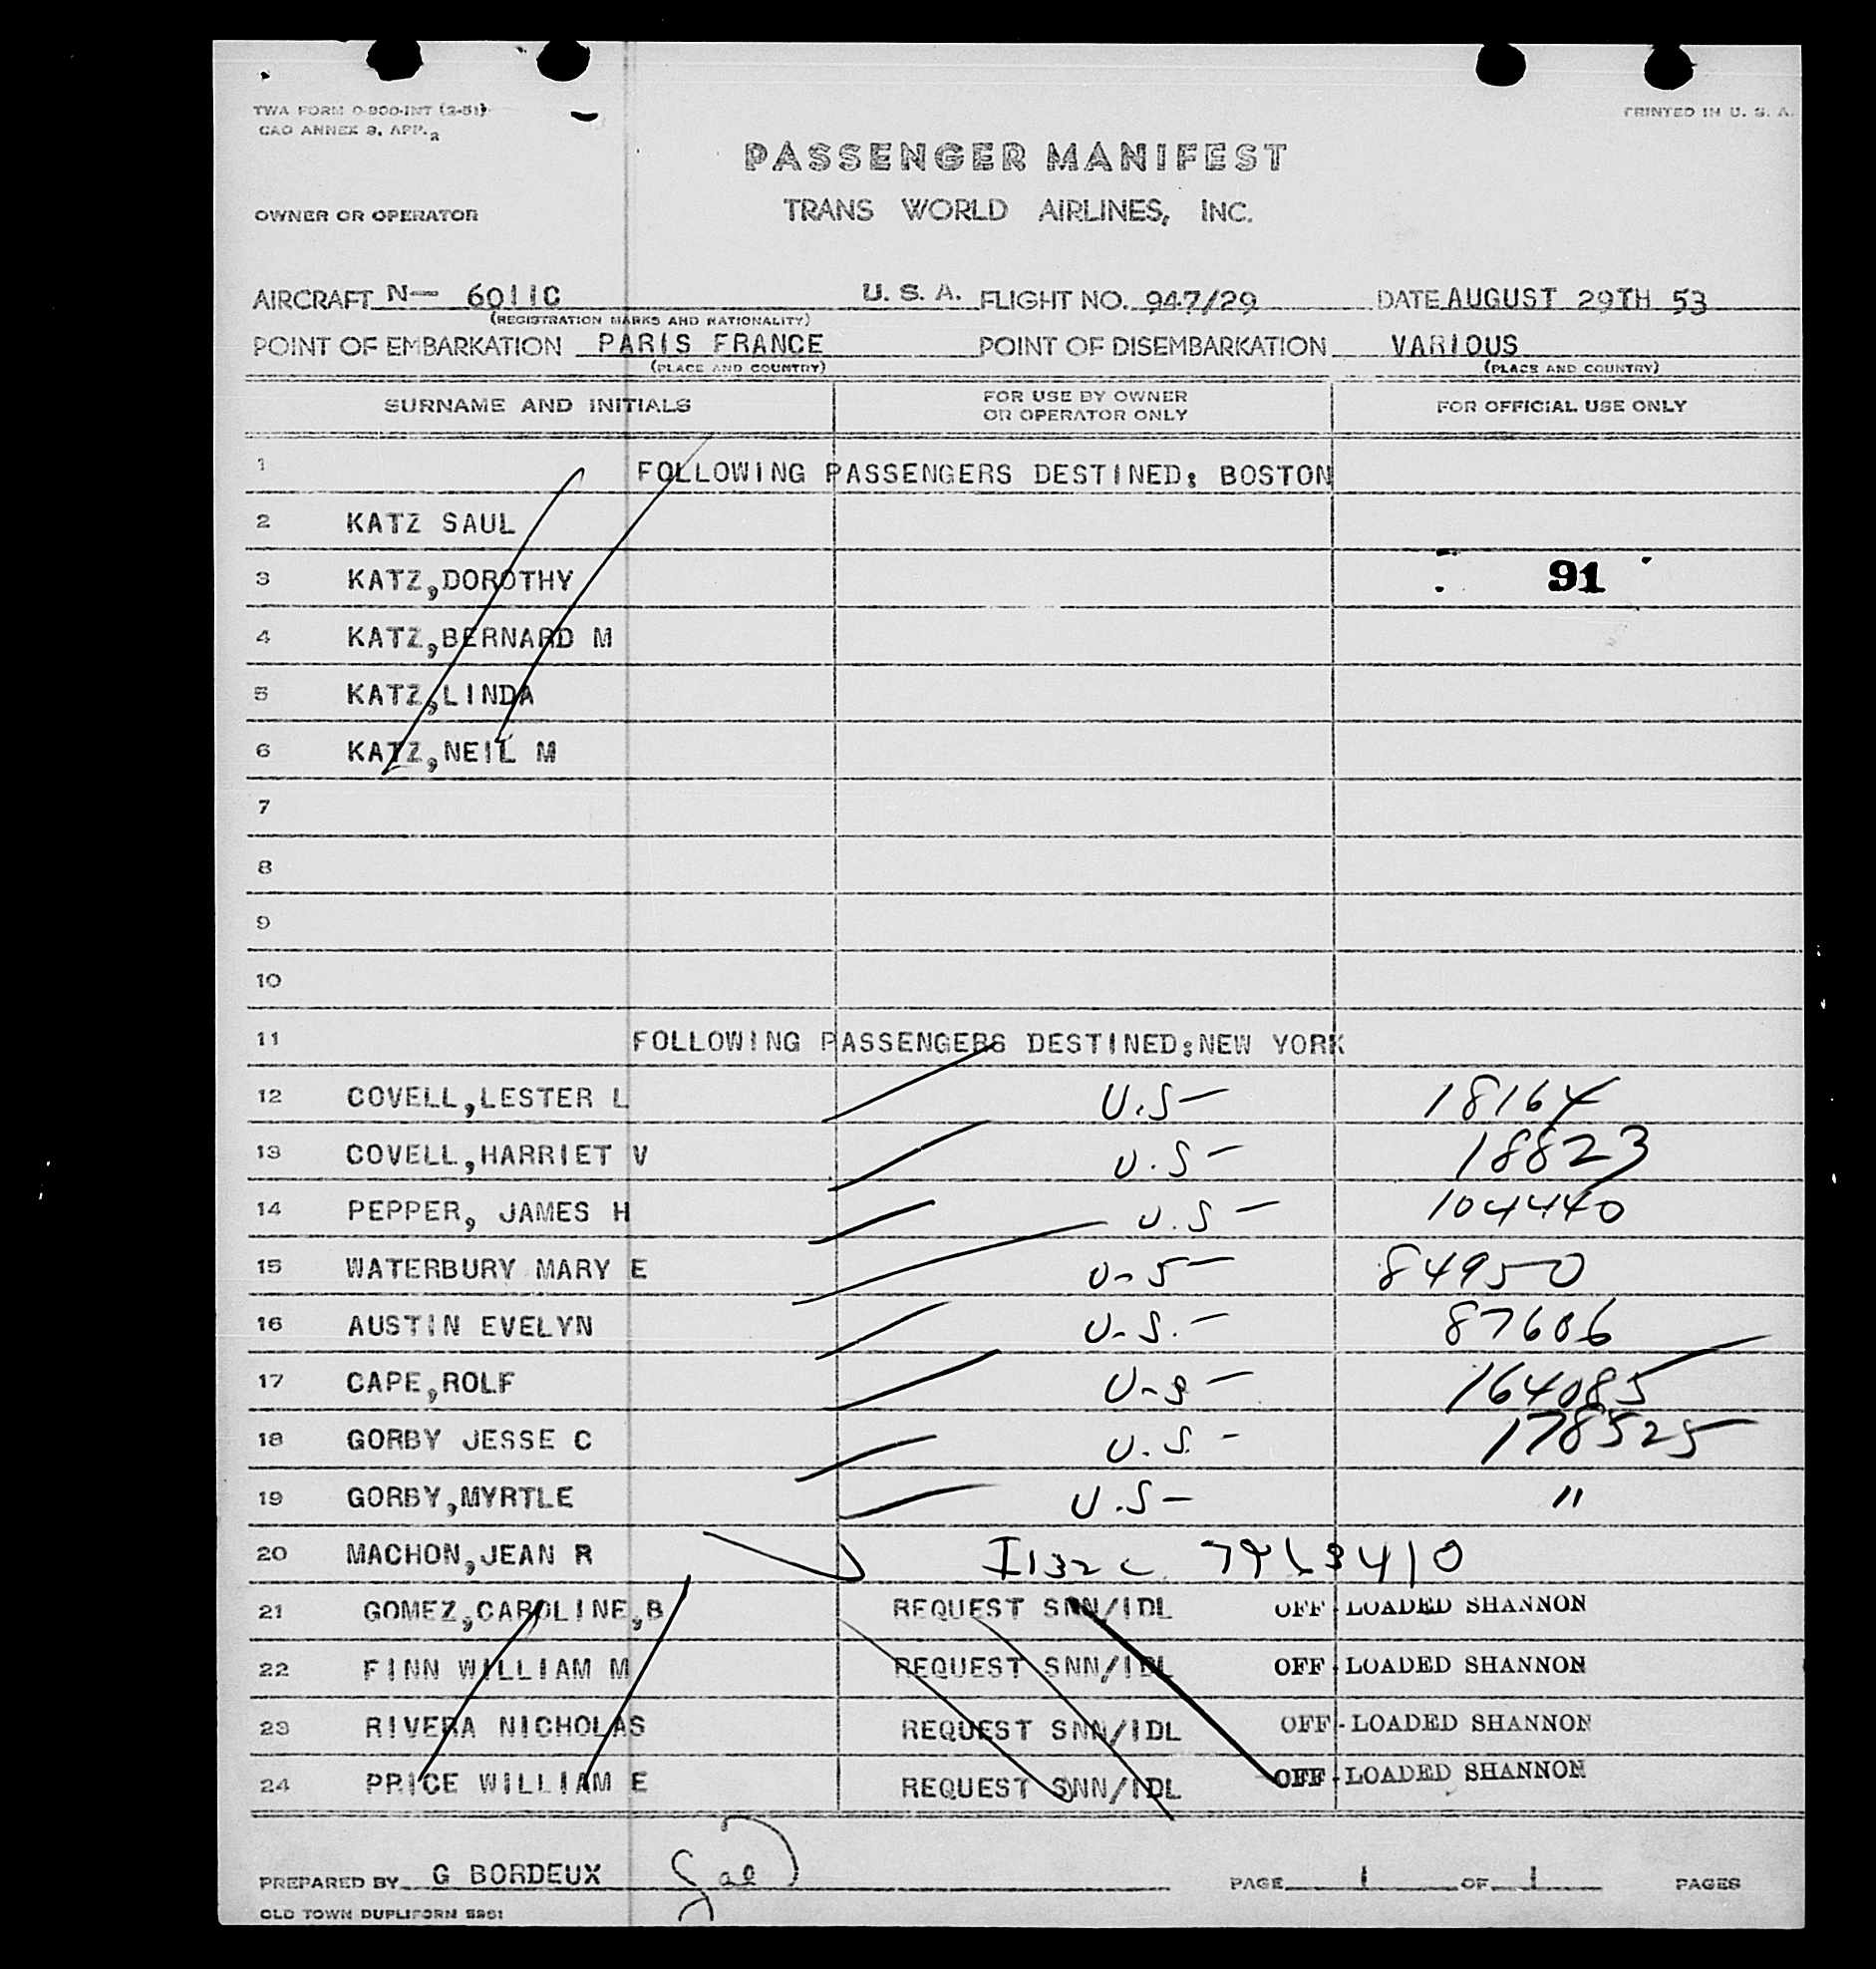 TWA FORM O-800-INT (2-51)
CAO ANNEX 9, APP. 2
PRINTED IN U. S. A.
PASSENGER MANIFEST
OWNER OR OPERATOR TRANS WORLD AIRLINES, INC.
AIRCRAFT N— 6011C U. S. A. FLIGHT NO. 947/29 DATE AUGUST 29TH 53
(REGISTRATION MARKS AND NATIONALITY)
POINT OF EMBARKATION PARIS FRANCE POINT OF DISEMBARKATION VARIOUS
(PLACE AND COUNTRY) (PLACE AND COUNTRY)
SURNAME AND INITIALS FOR USE BY OWNER OR OPERATOR ONLY FOR OFFICIAL USE ONLY
1 FOLLOWING PASSENGERS DESTINED: BOSTON
2 KATZ SAUL
3 KATZ,DOROTHY 91
4 KATZ,BERNARD M
5 KATZ,LINDA
6 KATZ,NEIL M
7
8
9
10
11 FOLLOWING PASSENGERS DESTINED:NEW YORK
12 COVELL,LESTER L U.S- 18164
13 COVELL,HARRIET V U.S- 18823
14 PEPPER, JAMES H U.S- 104440
15 WATERBURY MARY E U-S- 84950
16 AUSTIN EVELYN U-S.- 87606
17 CAPE,ROLF U-S- 164085
18 GORBY JESSE C U.S.- 178525
19 GORBY,MYRTLE U.S- "
20 MACHON,JEAN R
21 GOMEZ,CAROLINE,B REQUEST SNN/IDL OFF-LOADED SHANNON
22 FINN WILLIAM M REQUEST SNN/IDL OFF-LOADED SHANNON
23 RIVERA NICHOLAS REQUEST SNN/IDL OFF-LOADED SHANNON
24 PRICE WILLIAM E REQUEST SNN/IDL OFF-LOADED SHANNON
PREPARED BY G BORDEUX PAGE 1 OF 1 PAGES
OLD TOWN DUPLIFORM